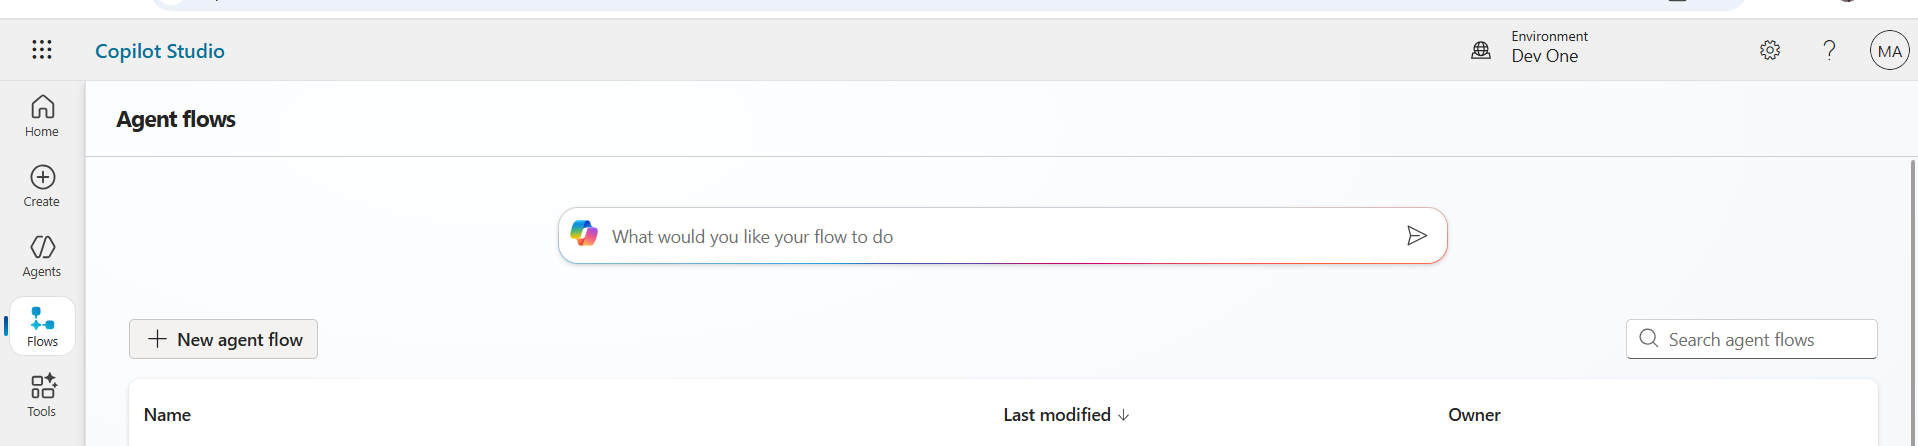 Copilot Studio
Environment
Dev One
?
MA
Home
Create
Agents
Flows
Tools
Agent flows
What would you like your flow to do
New agent flow
Search agent flows
Name
Last modified ↓
Owner